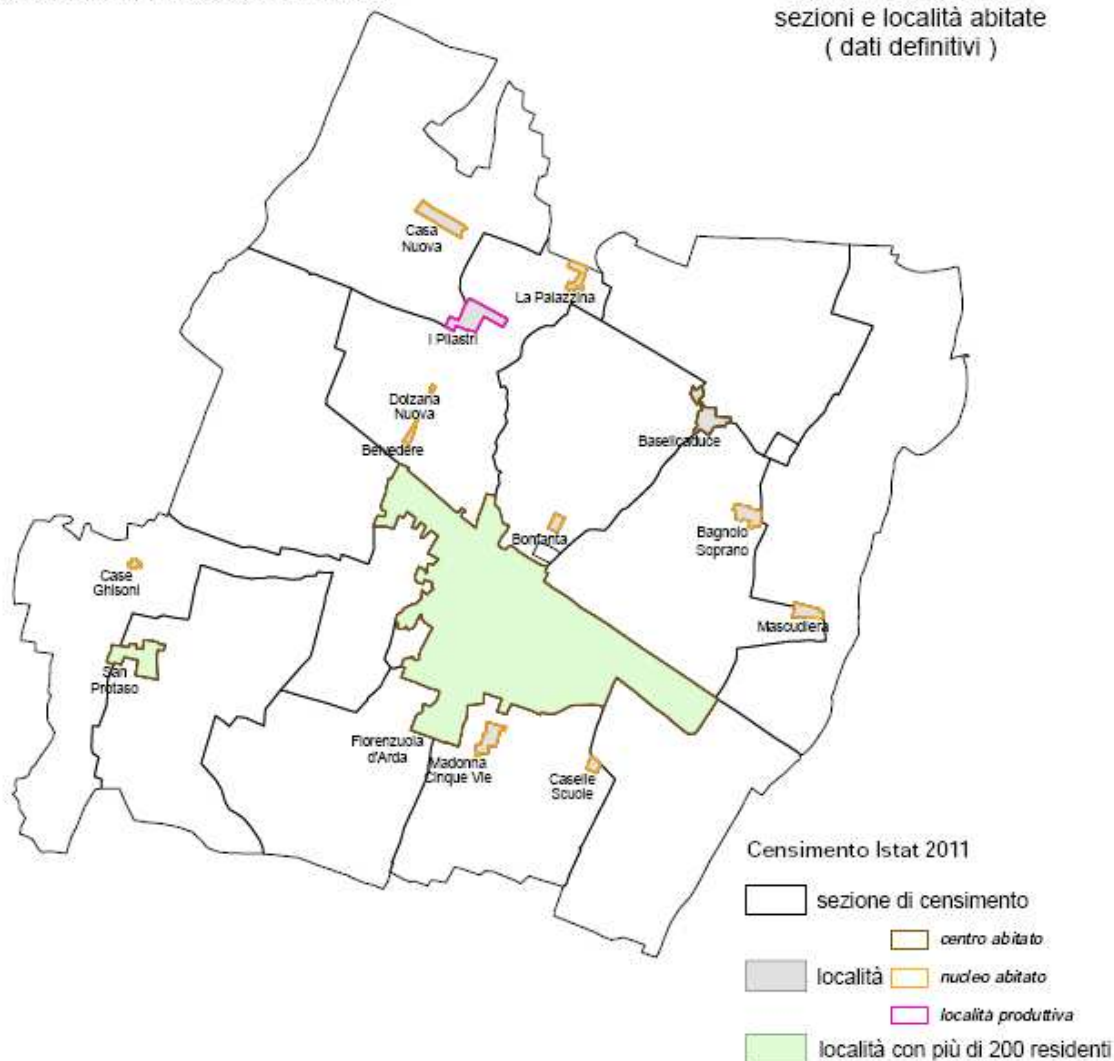 sezioni e località abitate
( dati definitivi )
Casa
Nuova
La Palazzina
I Pilastri
Dolzana
Nuova
Belvedere
Baselicaduce
Bonfanta
Bagnolo
Soprano
Case
Ghisoni
Mascudiera
San
Protaso
Fiorenzuola
d'Arda
Madonna
Cinque Vie
Caselle
Scuole
Censimento Istat 2011
sezione di censimento
centro abitato
località
nucleo abitato
località produttiva
località con più di 200 residenti